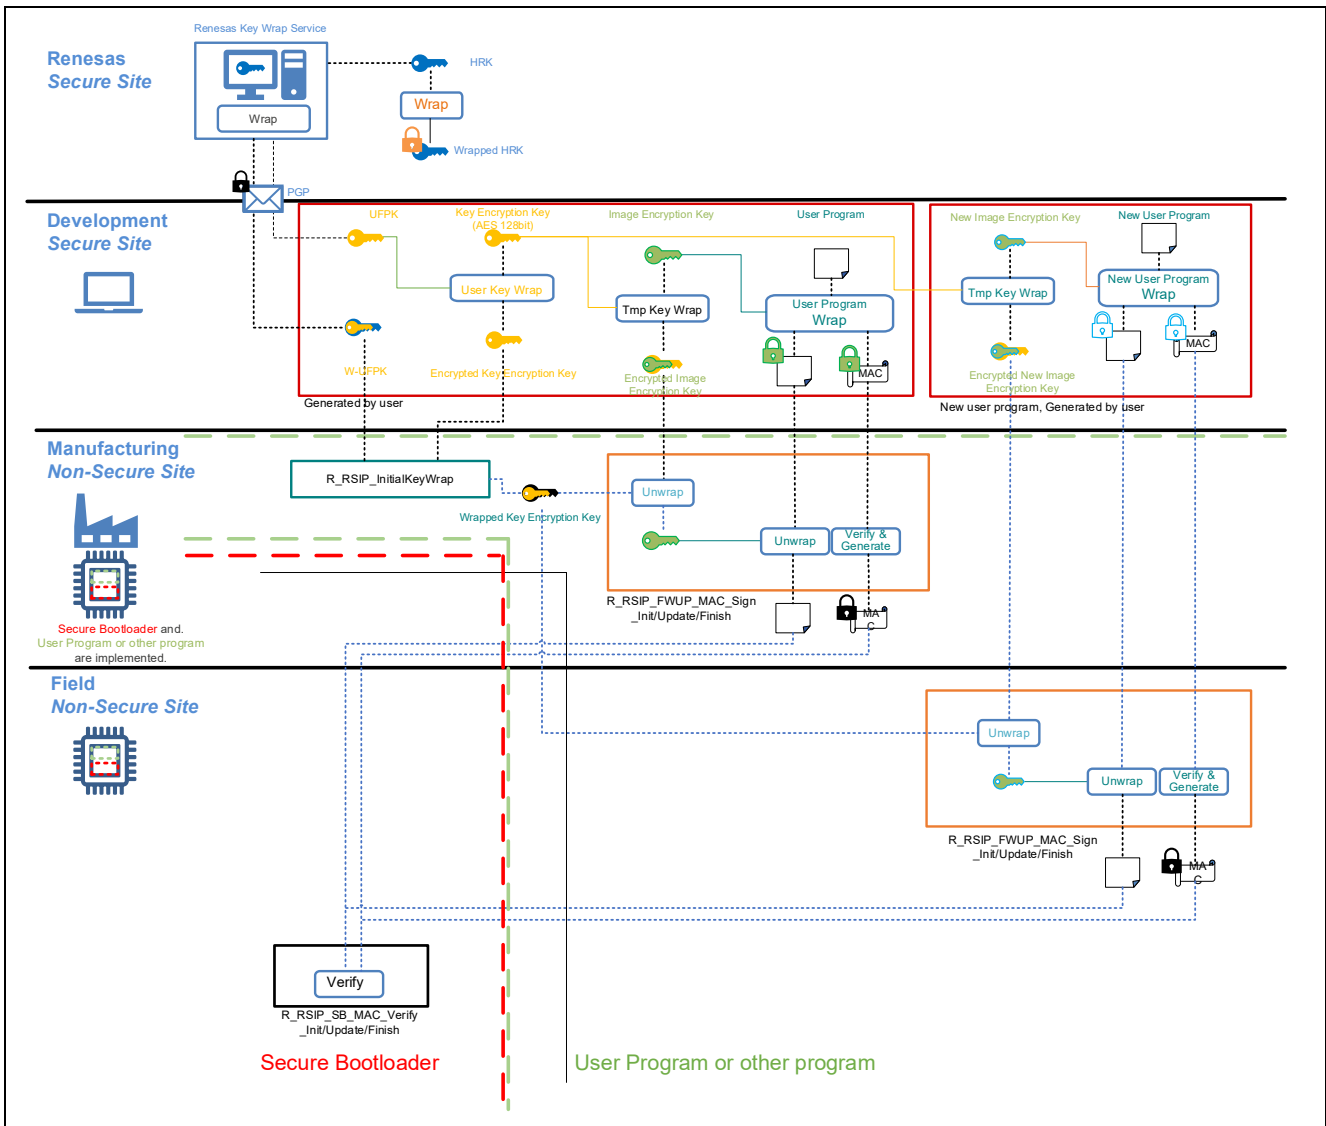 Renesas Key Wrap Service
Renesas
Secure Site
HRK
Wrap
Wrap
Wrapped HRK
PGP
Development
Secure Site
UFPK
Key Encryption Key
(AES 128bit)
Image Encryption Key
User Program
New Image Encryption Key
New User Program
User Key Wrap
Tmp Key Wrap
User Program
Wrap
Tmp Key Wrap
New User Program
Wrap
MAC
MAC
W-UFPK
Encrypted Key Encryption Key
Encrypted Image
Encryption Key
Encrypted New Image
Encryption Key
Generated by user
New user program, Generated by user
Manufacturing
Non-Secure Site
R_RSIP_InitialKeyWrap
Unwrap
Wrapped Key Encryption Key
Unwrap
Verify &
Generate
R_RSIP_FWUP_MAC_Sign
_Init/Update/Finish
MA
C
Secure Bootloader and.
User Program or other program
are implemented.
Field
Non-Secure Site
Unwrap
Unwrap
Verify &
Generate
R_RSIP_FWUP_MAC_Sign
_Init/Update/Finish
MA
C
Verify
R_RSIP_SB_MAC_Verify
_Init/Update/Finish
Secure Bootloader
User Program or other program